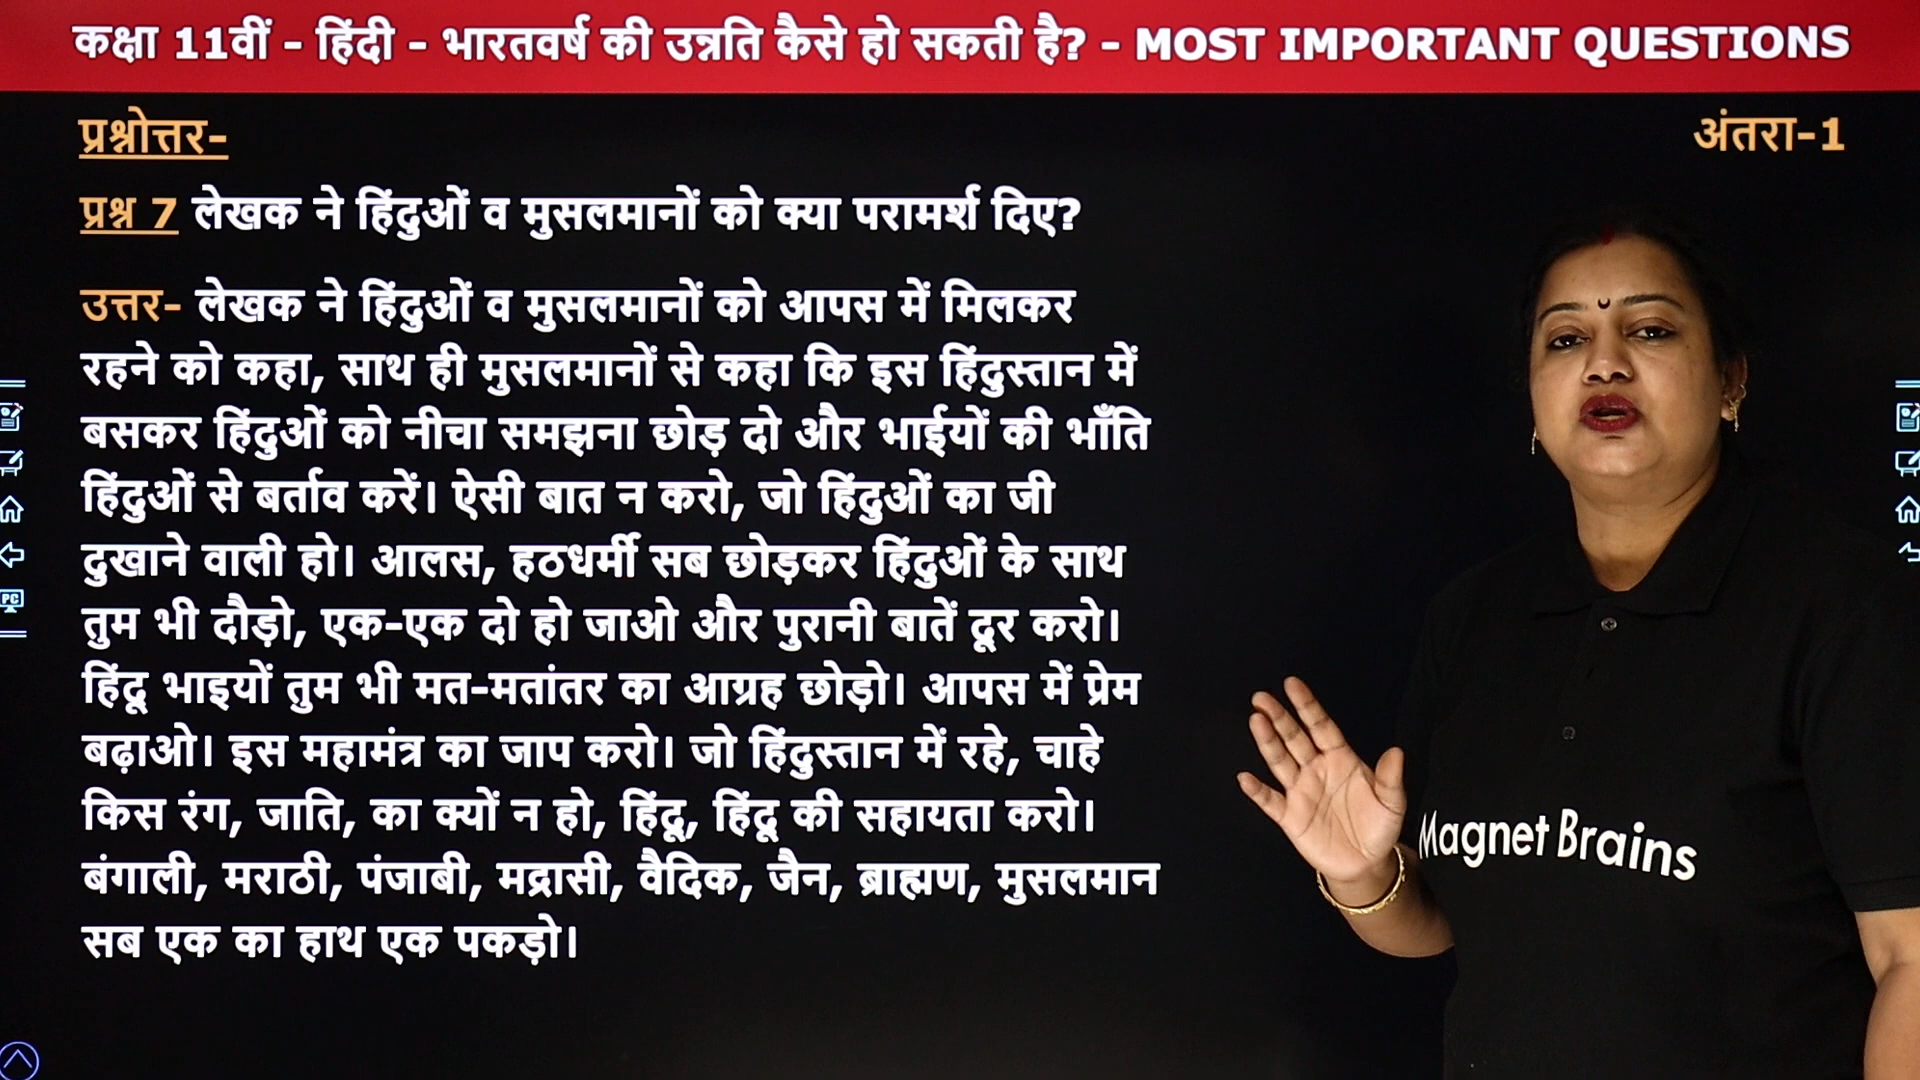 कक्षा 11वीं - हिंदी - भारतवर्ष की उन्नति कैसे हो सकती है? - MOST IMPORTANT QUESTIONS
प्रश्नोत्तर-
अंतरा-1
प्रश्न 7 लेखक ने हिंदुओं व मुसलमानों को क्या परामर्श दिए?
उत्तर- लेखक ने हिंदुओं व मुसलमानों को आपस में मिलकर
रहने को कहा, साथ ही मुसलमानों से कहा कि इस हिंदुस्तान में
बसकर हिंदुओं को नीचा समझना छोड़ दो और भाईयों की भाँति
हिंदुओं से बर्ताव करें। ऐसी बात न करो, जो हिंदुओं का जी
दुखाने वाली हो। आलस, हठधर्मी सब छोड़कर हिंदुओं के साथ
तुम भी दौड़ो, एक-एक दो हो जाओ और पुरानी बातें दूर करो।
हिंदू भाइयों तुम भी मत-मतांतर का आग्रह छोड़ो। आपस में प्रेम
बढ़ाओ। इस महामंत्र का जाप करो। जो हिंदुस्तान में रहे, चाहे
किस रंग, जाति, का क्यों न हो, हिंदू, हिंदू की सहायता करो।
बंगाली, मराठी, पंजाबी, मद्रासी, वैदिक, जैन, ब्राह्मण, मुसलमान
सब एक का हाथ एक पकड़ो।
Magnet Brains
PC